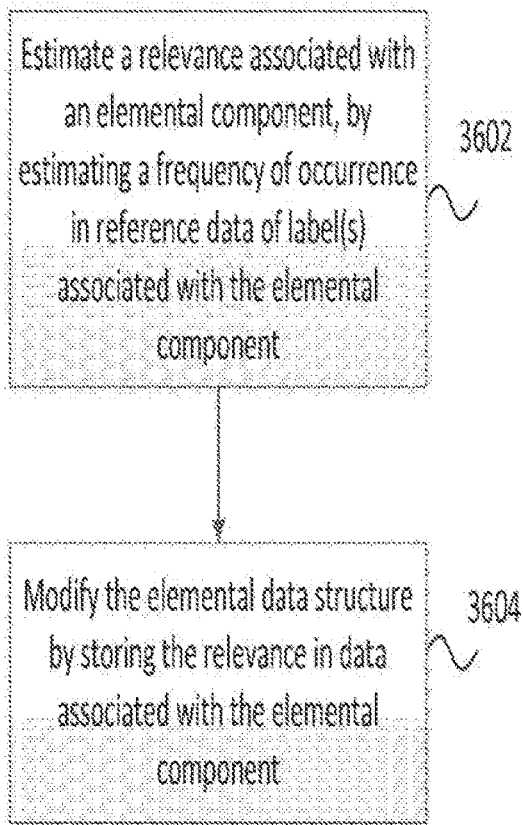 Estimate a relevance associated with
an elemental component, by
estimating a frequency of occurrence
in reference data of label(s)
associated with the elemental
component
3602
Modify the elemental data structure
by storing the relevance in data
associated with the elemental
component
3604